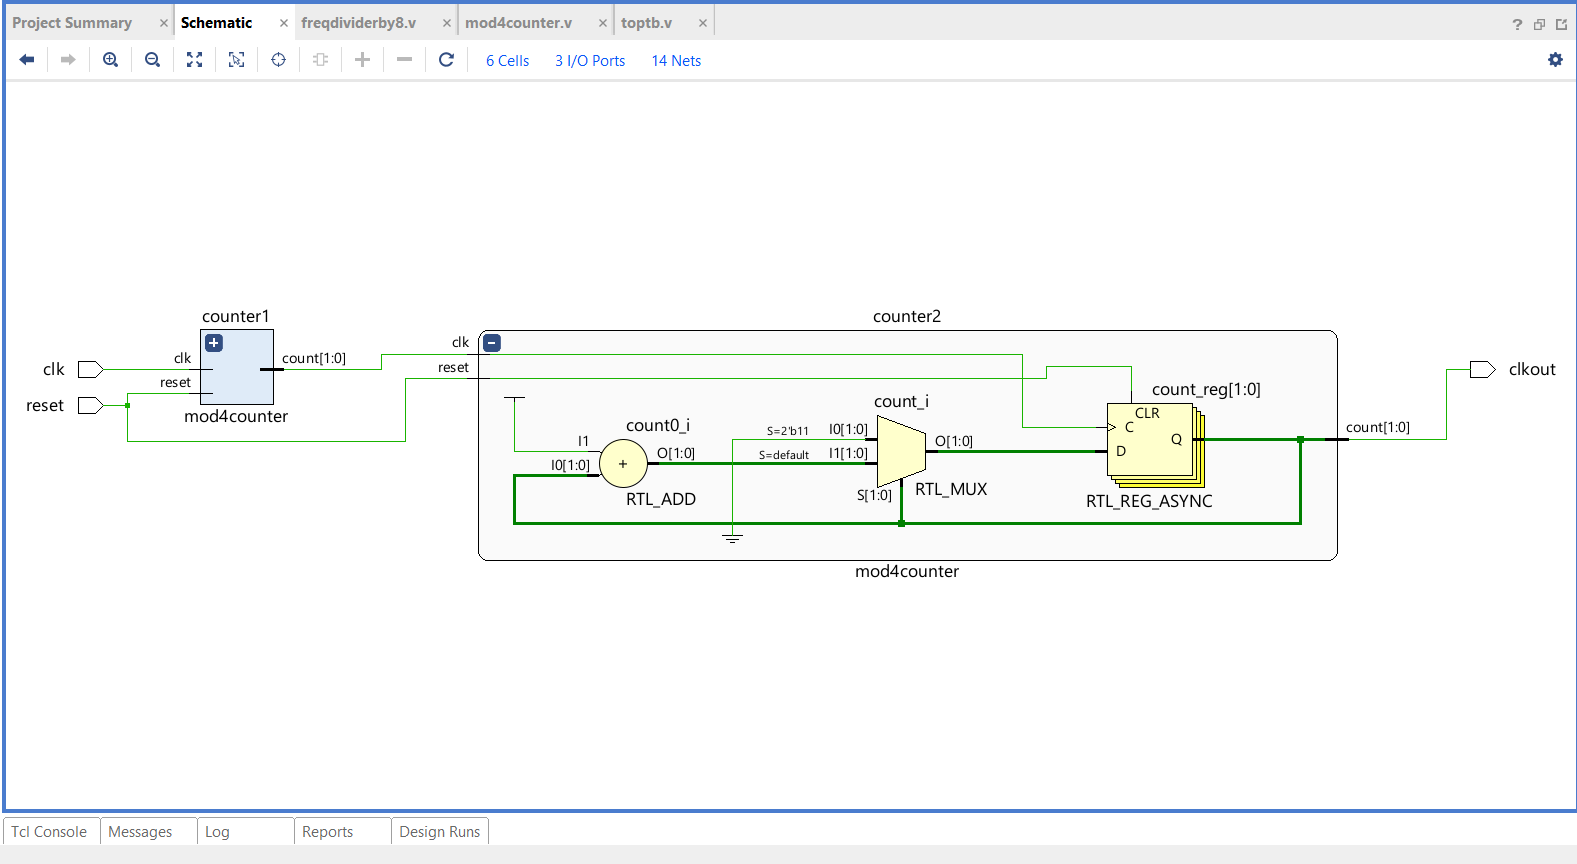 Project Summary × Schematic × freqdividerby8.v × mod4counter.v × toptb.v ×
?
6 Cells 3 I/O Ports 14 Nets
counter1
counter2
clk
clk
count[1:0]
clk
reset
reset
mod4counter
clk
reset
count_reg[1:0]
CLR
C
Q
D
RTL_REG_ASYNC
count_i
S=2'b11
I0[1:0]
S=default
I1[1:0]
O[1:0]
S[1:0]
RTL_MUX
count0_i
I1
I0[1:0]
+
O[1:0]
RTL_ADD
count[1:0]
clkout
mod4counter
Tcl Console Messages Log Reports Design Runs